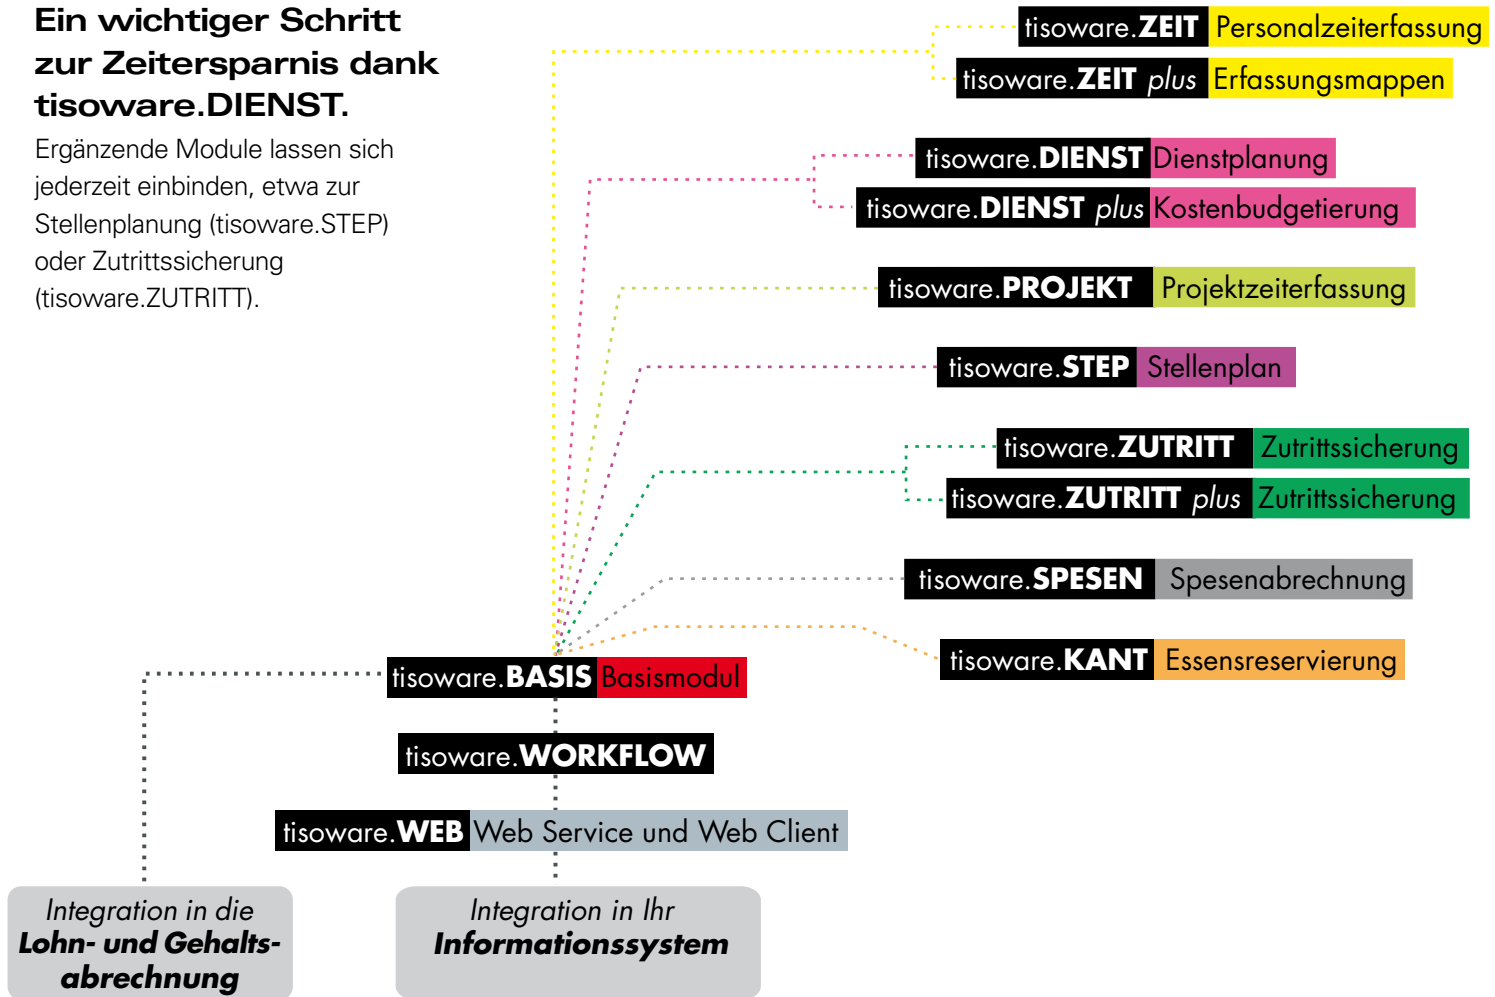 Ein wichtiger Schritt
zur Zeitersparnis dank
tisoware.DIENST.
Ergänzende Module lassen sich
jederzeit einbinden, etwa zur
Stellenplanung (tisoware.STEP)
oder Zutrittssicherung
(tisoware.ZUTRITT).
tisoware.ZEIT Personalzeiterfassung
tisoware.ZEIT plus Erfassungsmappen
tisoware.DIENST Dienstplanung
tisoware.DIENST plus Kostenbudgetierung
tisoware.PROJEKT Projektzeiterfassung
tisoware.STEP Stellenplan
tisoware.ZUTRITT Zutrittssicherung
tisoware.ZUTRITT plus Zutrittssicherung
tisoware.SPESEN Spesenabrechnung
tisoware.KANT Essensreservierung
tisoware.BASIS Basismodul
tisoware.WORKFLOW
tisoware.WEB Web Service und Web Client
Integration in die
Lohn- und Gehalts-
abrechnung
Integration in Ihr
Informationssystem